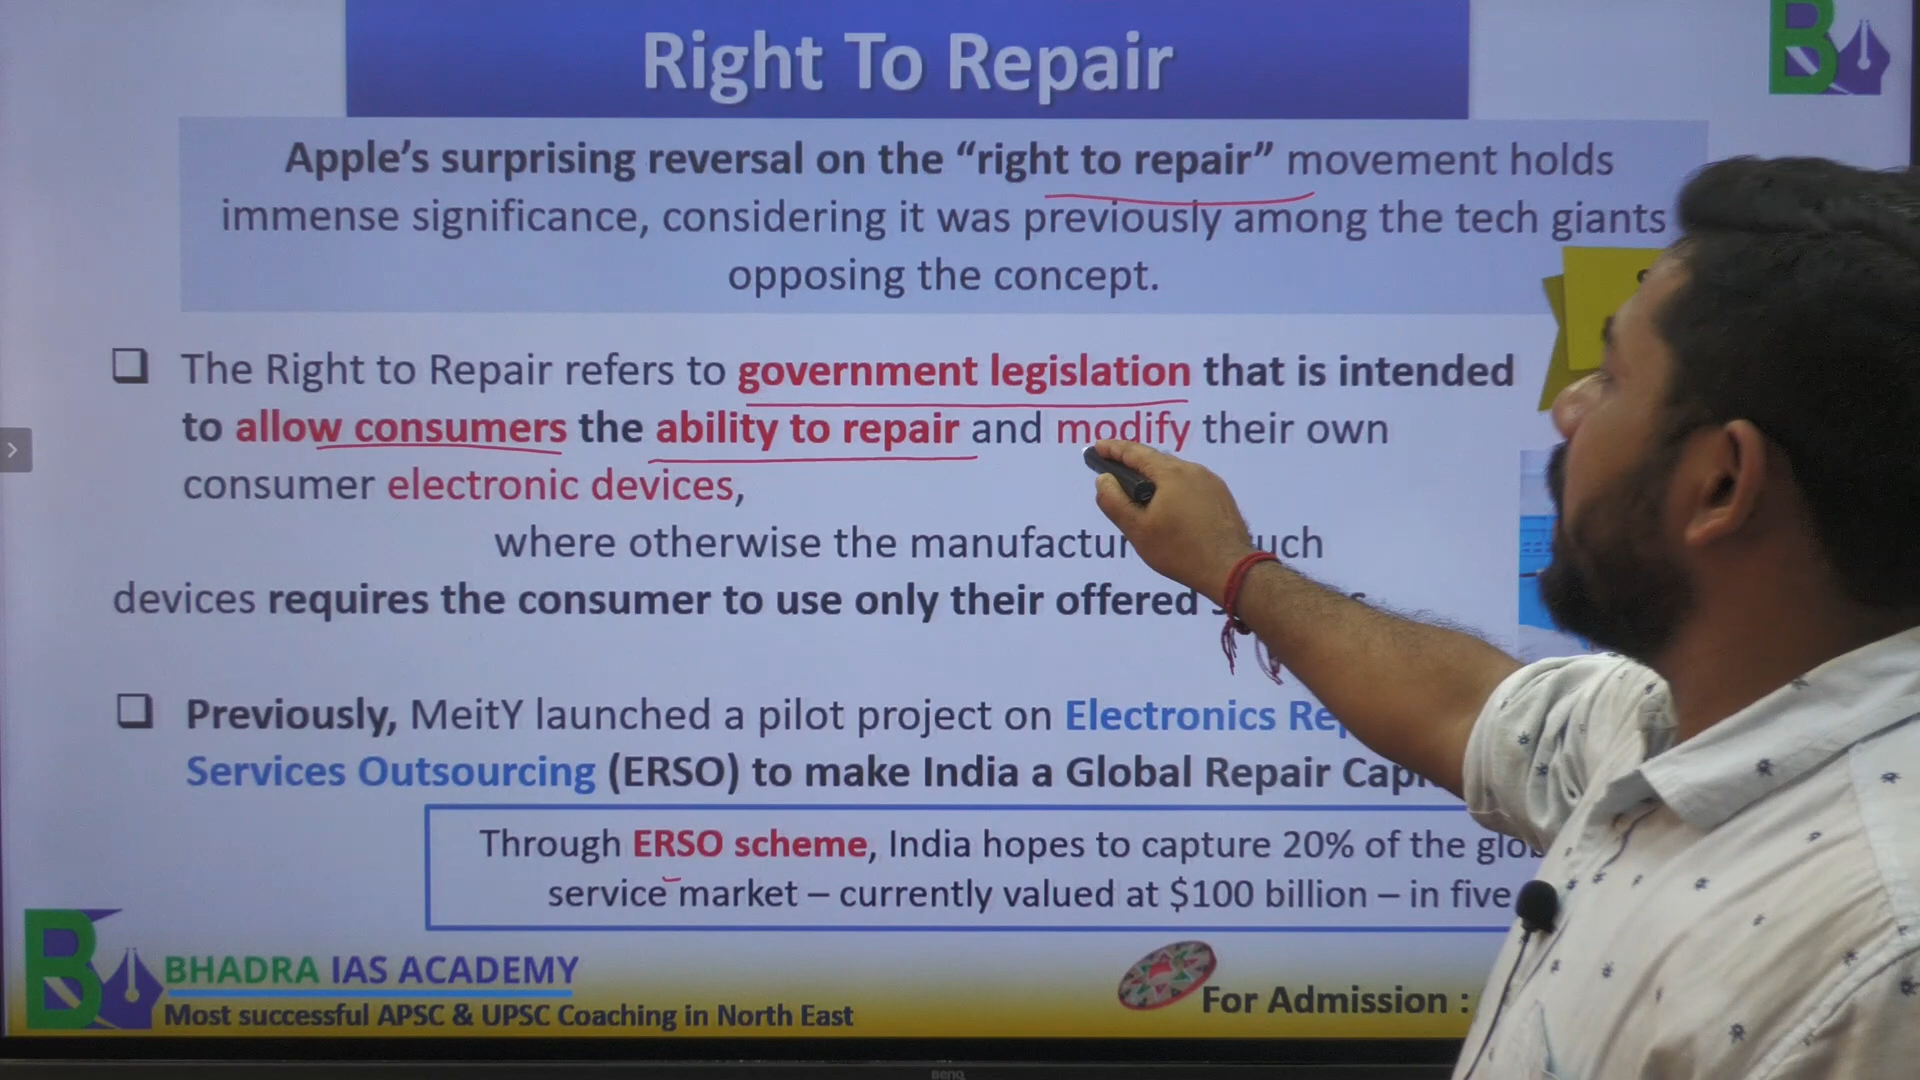 Right To Repair
Apple’s surprising reversal on the “right to repair” movement holds
immense significance, considering it was previously among the tech giants
opposing the concept.
The Right to Repair refers to government legislation that is intended
to allow consumers the ability to repair and modify their own
consumer electronic devices,
where otherwise the
devices requires the consumer to use only their offered
Previously, MeitY launched a pilot project on Electronics
Services Outsourcing (ERSO) to make India a Global Repair
Through ERSO scheme, India hopes to capture 20% of the
service market – currently valued at $100 billion – in five
BHADRA IAS ACADEMY
Most successful APSC & UPSC Coaching in North East
For Admission :
BenQ